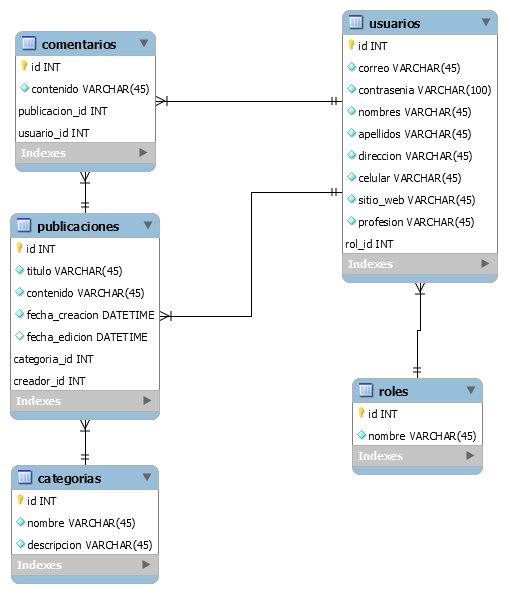 comentarios
id INT
contenido VARCHAR(45)
publicacion_id INT
usuario_id INT
Indexes
usuarios
id INT
correo VARCHAR(45)
contrasenia VARCHAR(100)
nombres VARCHAR(45)
apellidos VARCHAR(45)
direccion VARCHAR(45)
celular VARCHAR(45)
sitio_web VARCHAR(45)
profesion VARCHAR(45)
rol_id INT
Indexes
publicaciones
id INT
titulo VARCHAR(45)
contenido VARCHAR(45)
fecha_creacion DATETIME
fecha_edicion DATETIME
categoria_id INT
creador_id INT
Indexes
roles
id INT
nombre VARCHAR(45)
Indexes
categorias
id INT
nombre VARCHAR(45)
descripcion VARCHAR(45)
Indexes